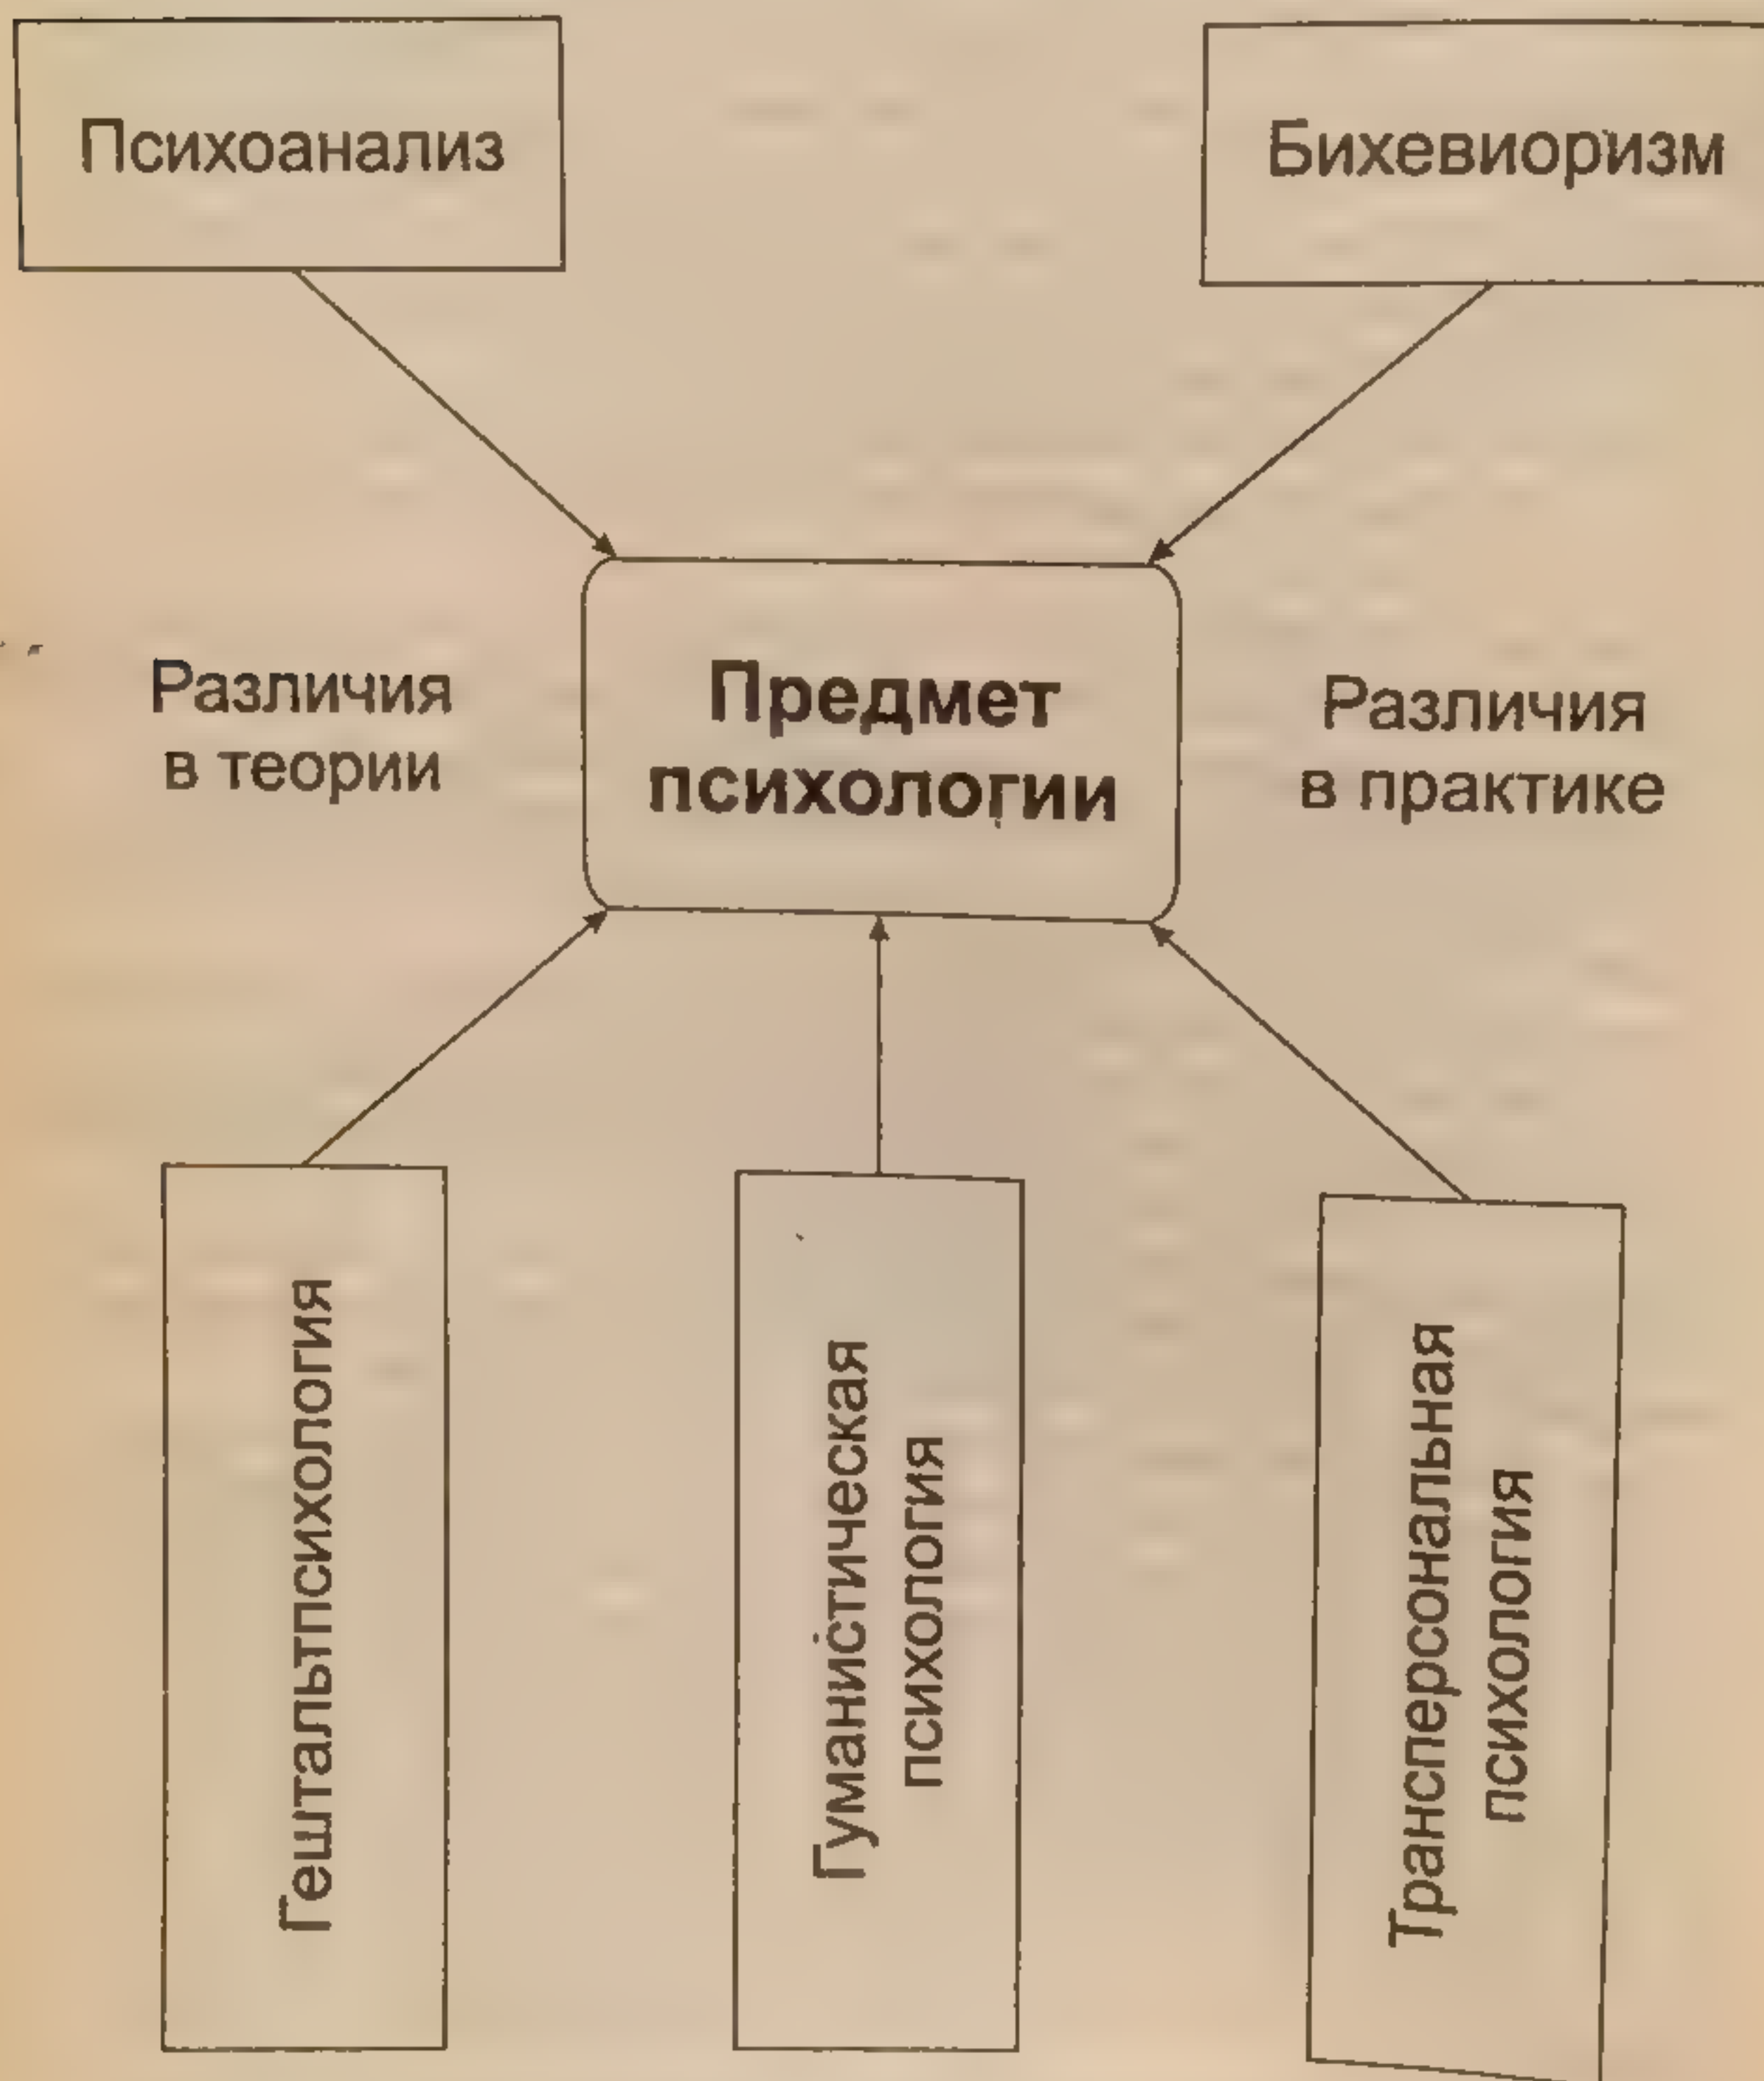 Психоанализ
Бихевиоризм
Различия
в теории
Предмет
психологии
Различия
в практике
Гештальтпсихология
Гуманистическая
психология
Трансперсональная
психология